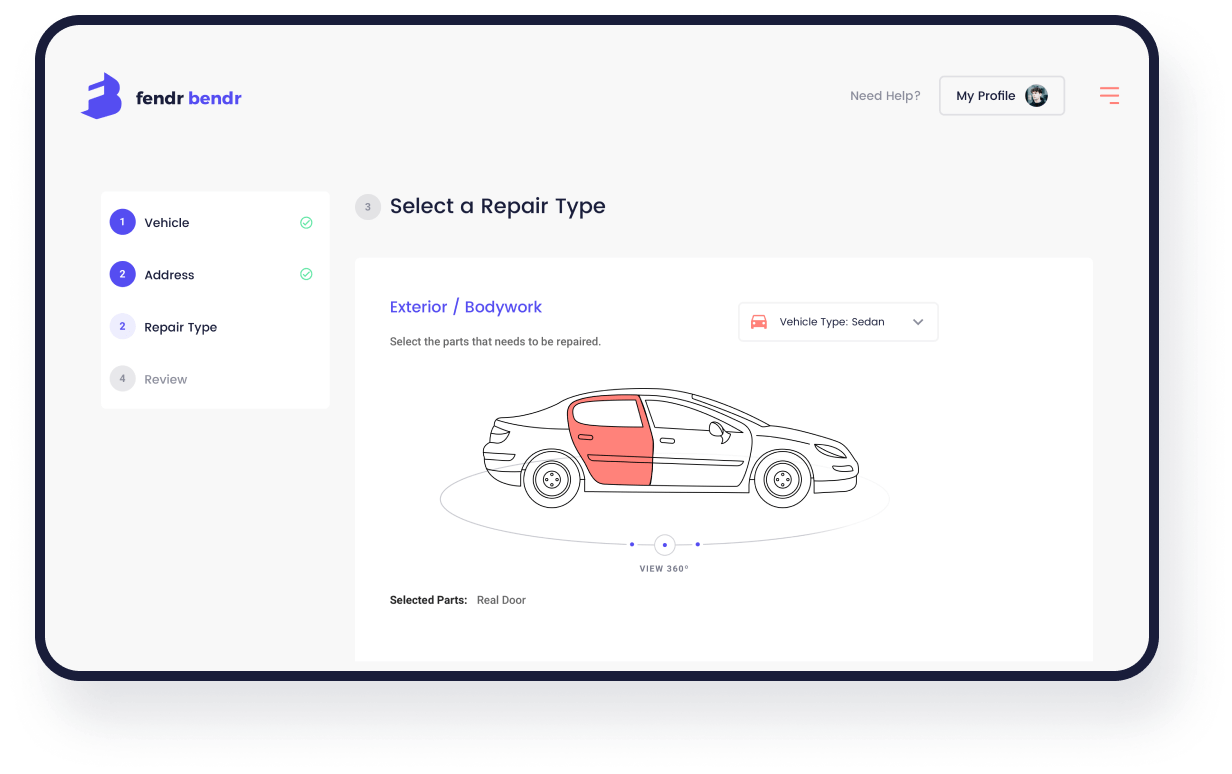 fendr bendr
Need Help?
My Profile
1 Vehicle
2 Address
2 Repair Type
4 Review
3 Select a Repair Type
Exterior / Bodywork
Select the parts that needs to be repaired.
Vehicle Type: Sedan
VIEW 360°
Selected Parts: Real Door